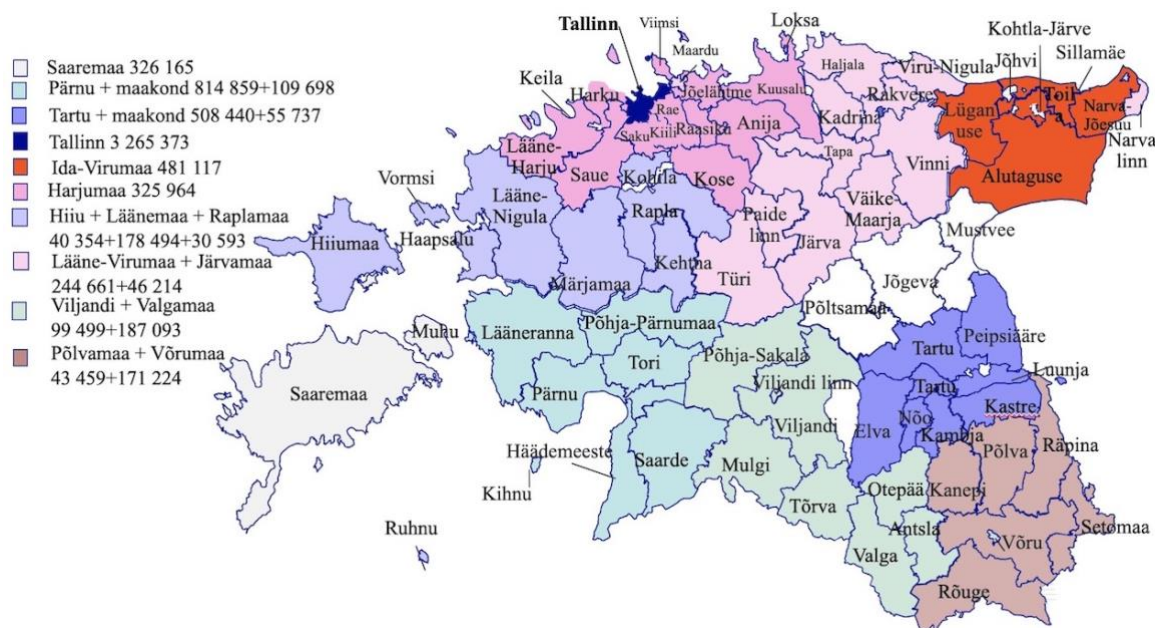 Saaremaa 326 165
Pärnu + maakond 814 859+109 698
Tartu + maakond 508 440+55 737
Tallinn 3 265 373
Ida-Virumaa 481 117
Harjumaa 325 964
Hiiu + Läänemaa + Raplamaa
40 354+178 494+30 593
Lääne-Virumaa + Järvamaa
244 661+46 214
Viljandi + Valgamaa
99 499+187 093
Põlvamaa + Võrumaa
43 459+171 224
Tallinn
Viimsi
Loksa
Maardu
Kohtla-Järve
Jõhvi
Sillamäe
Keila
Harku
Jõelähtme
Kuusalu
Haljala
Viru-Nigula
Rakvere
Lügan
use
Toil
a
Narva-
Jõesuu
Narva
linn
Rae
Saku
Kiili
Raasiku
Anija
Kadrina
Lääne-
Harju
Saue
Kohila
Kose
Tapa
Vinni
Alutaguse
Vormsi
Lääne-
Nigula
Rapla
Paide
linn
Väike-
Maarja
Mustvee
Hiiumaa
Haapsalu
Märjamaa
Kehtna
Türi
Järva
Jõgeva
Põltsamaa
Muhu
Lääneranna
Põhja-Pärnumaa
Tori
Põhja-Sakala
Tartu
Peipsiääre
Saaremaa
Pärnu
Viljandi linn
Viljandi
Tartu
Luunja
Elva
Nõo
Kambja
Kastre
Häädemeeste
Saarde
Mulgi
Põlva
Räpina
Kihnu
Tõrva
Otepää
Kanepi
Ruhnu
Antsla
Valga
Võru
Setomaa
Rõuge